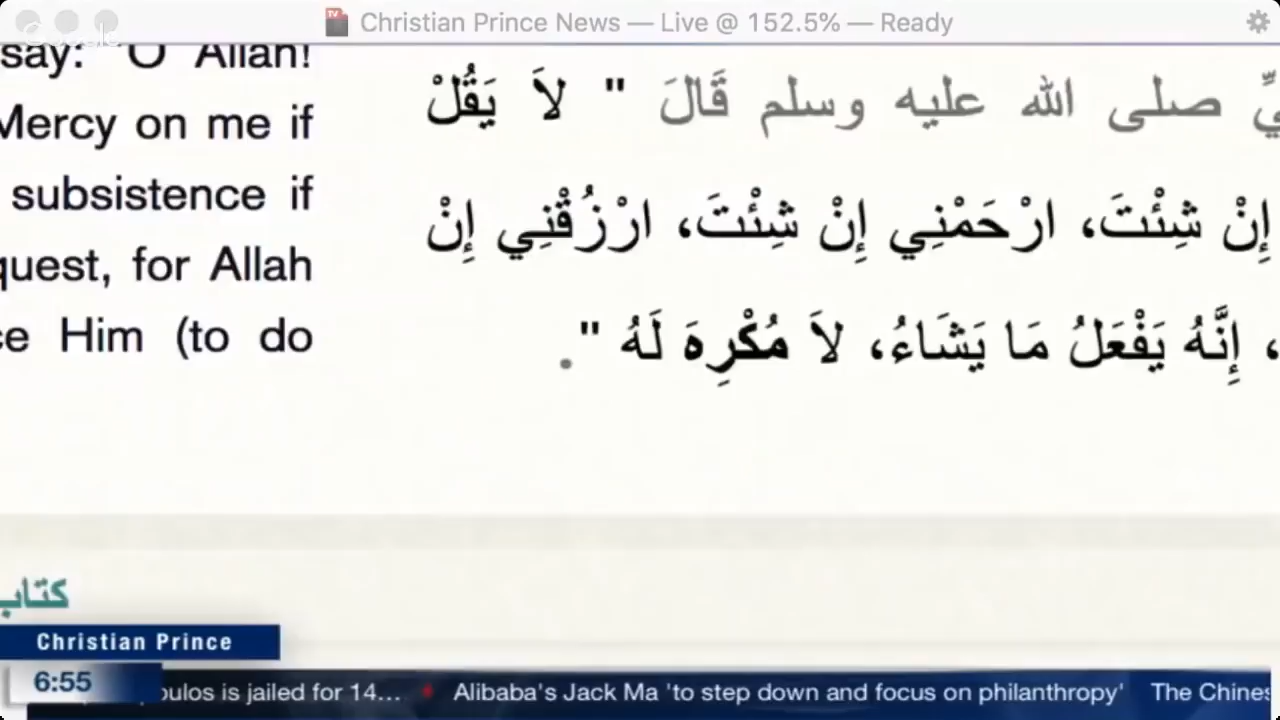 Christian Prince News — Live @ 152.5% — Ready
say: "O Allah!
Mercy on me if
subsistence if
quest, for Allah
ce Him (to do
صلى الله عليه وسلم قَالَ ‏"‏ لاَ يَقُلْ
إِنْ شِئْتَ، ارْحَمْنِي إِنْ شِئْتَ، ارْزُقْنِي إِنْ
، إِنَّهُ يَفْعَلُ مَا يَشَاءُ، لاَ مُكْرِهَ لَهُ ‏"‏‏.‏
كتاب
Christian Prince
6:55
oulos is jailed for 14... • Alibaba's Jack Ma 'to step down and focus on philanthropy' The Chines